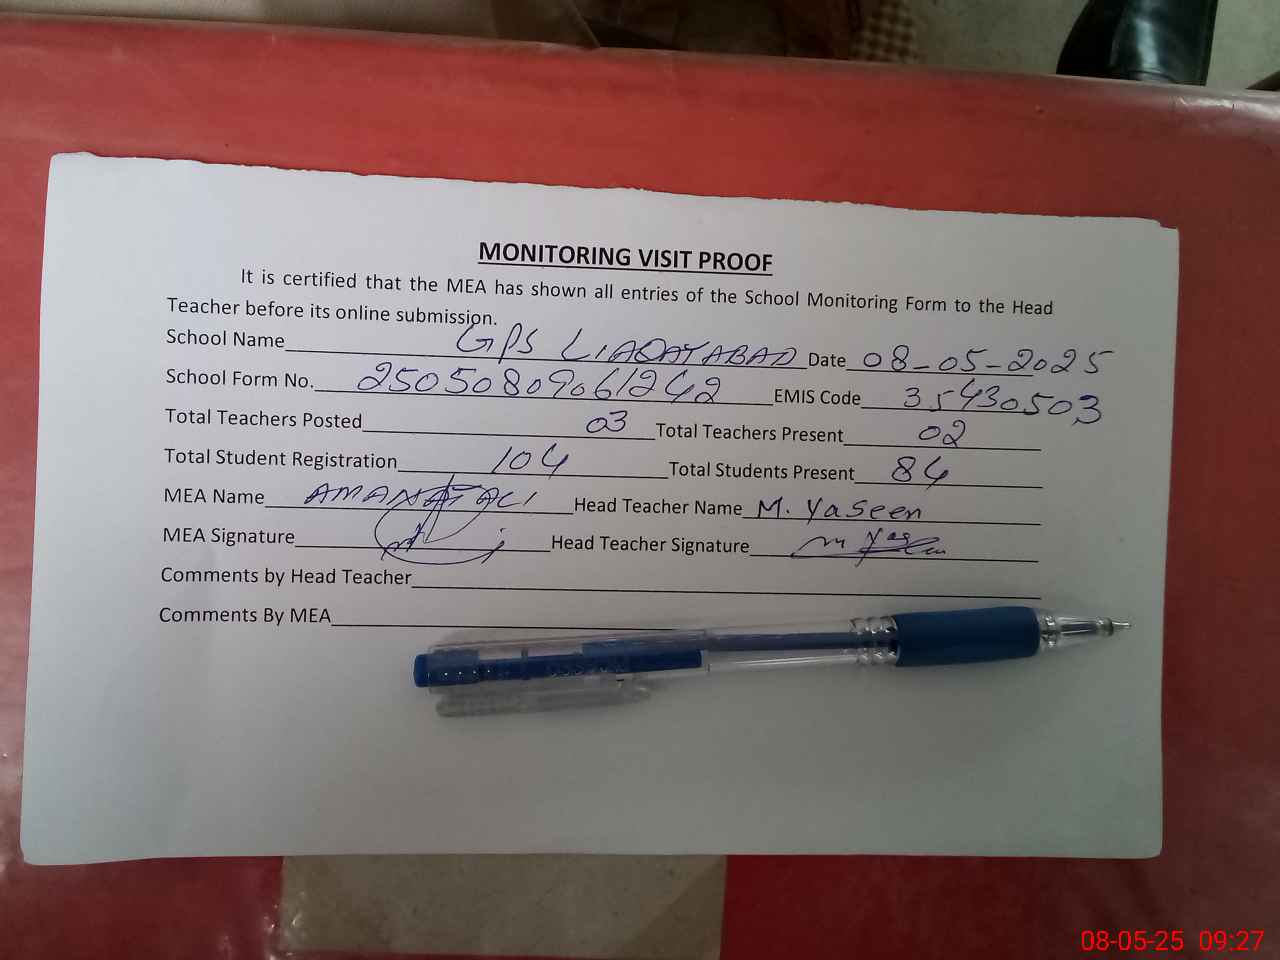 MONITORING VISIT PROOF
It is certified that the MEA has shown all entries of the School Monitoring Form to the Head
Teacher before its online submission.
School Name GPS LIAQATABAD Date 08-05-2025
School Form No. 25050809061242 EMIS Code 35430503
Total Teachers Posted 03 Total Teachers Present 02
Total Student Registration 104 Total Students Present 84
MEA Name AMANAT ALI Head Teacher Name M. Yaseen
MEA Signature Head Teacher Signature M Yaseen
Comments by Head Teacher
Comments By MEA
08-05-25 09:27